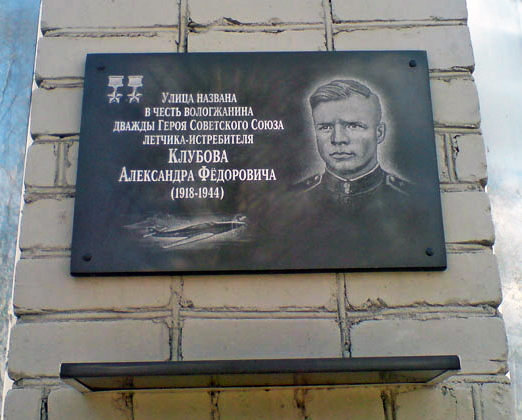 Улица названа
в честь вологжанина
дважды Героя Советского Союза
летчика-истребителя
Клубова
Александра Фёдоровича
(1918-1944)